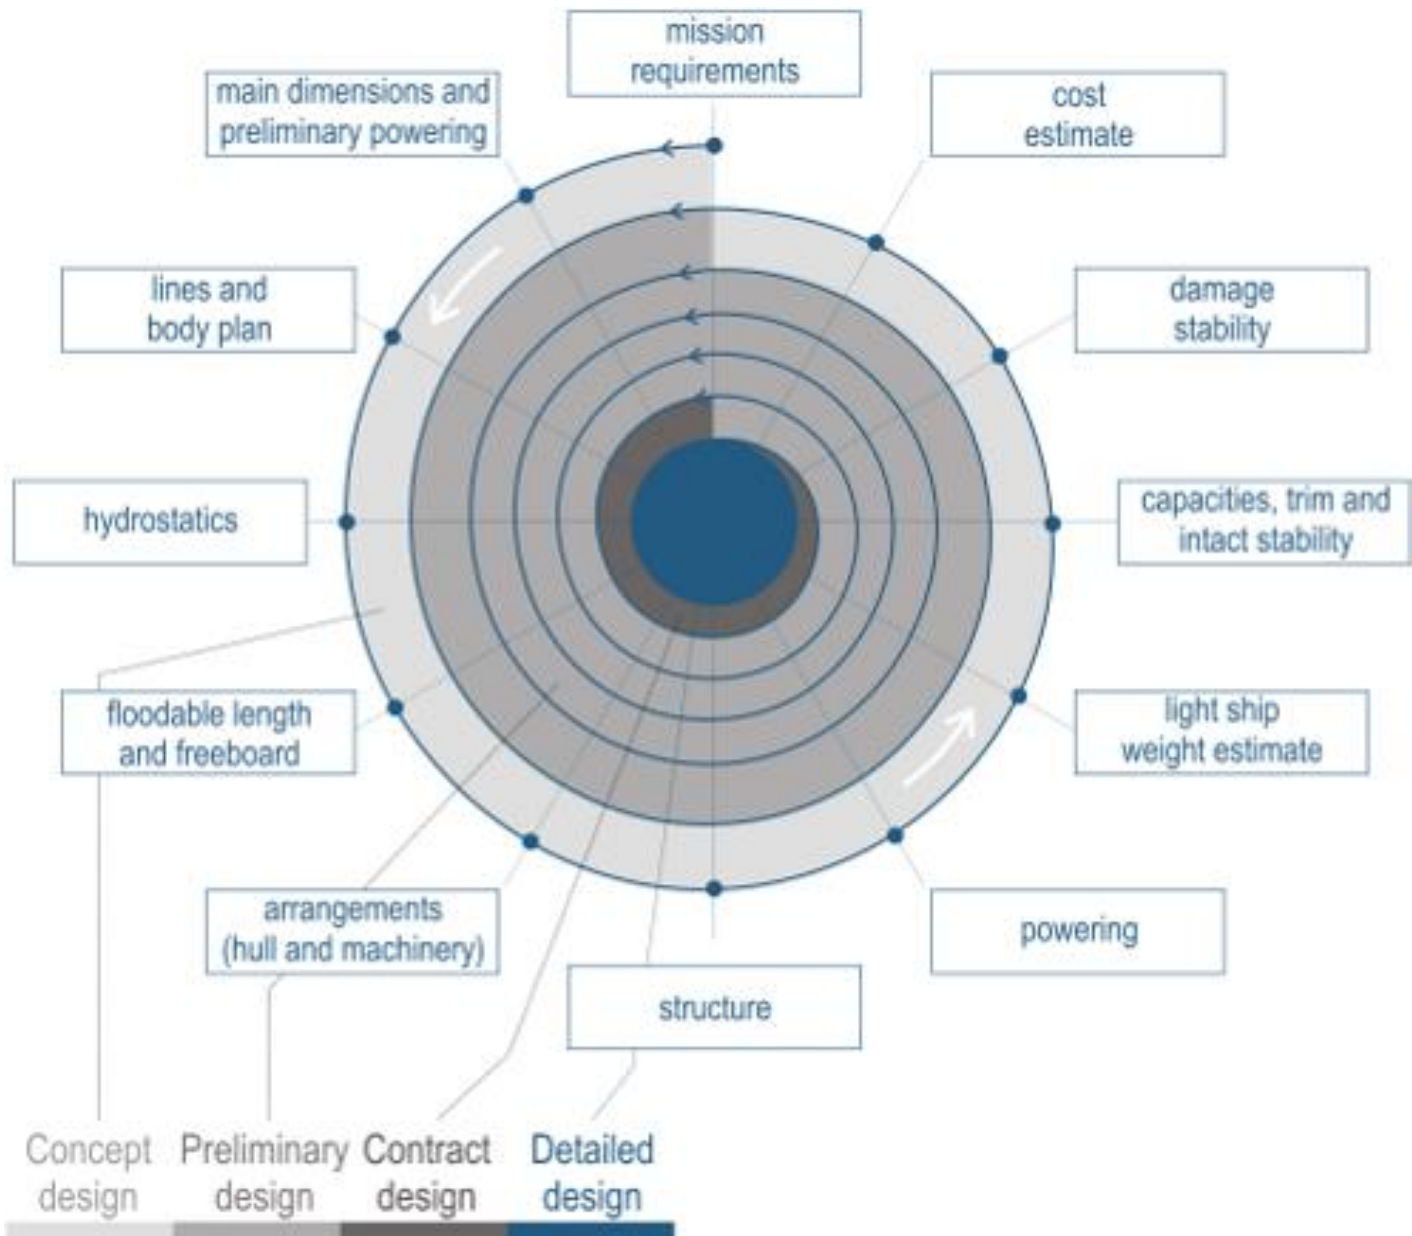 mission
requirements
main dimensions and
preliminary powering
cost
estimate
lines and
body plan
damage
stability
hydrostatics
capacities, trim and
intact stability
floodable length
and freeboard
light ship
weight estimate
arrangements
(hull and machinery)
powering
structure
Concept
design
Preliminary
design
Contract
design
Detailed
design